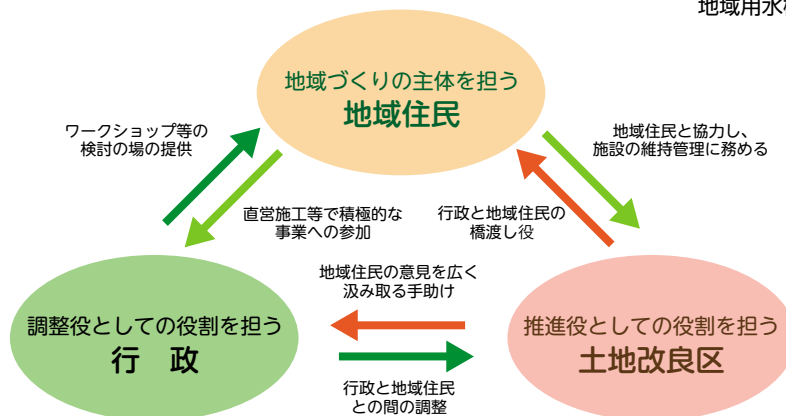 地域用水
地域づくりの主体を担う
地域住民
ワークショップ等の
検討の場の提供
地域住民と協力し、
施設の維持管理に務める
直営施工等で積極的な
事業への参加
行政と地域住民の
橋渡し役
地域住民の意見を広く
汲み取る手助け
調整役としての役割を担う
行　政
推進役としての役割を担う
土地改良区
行政と地域住民
との間の調整